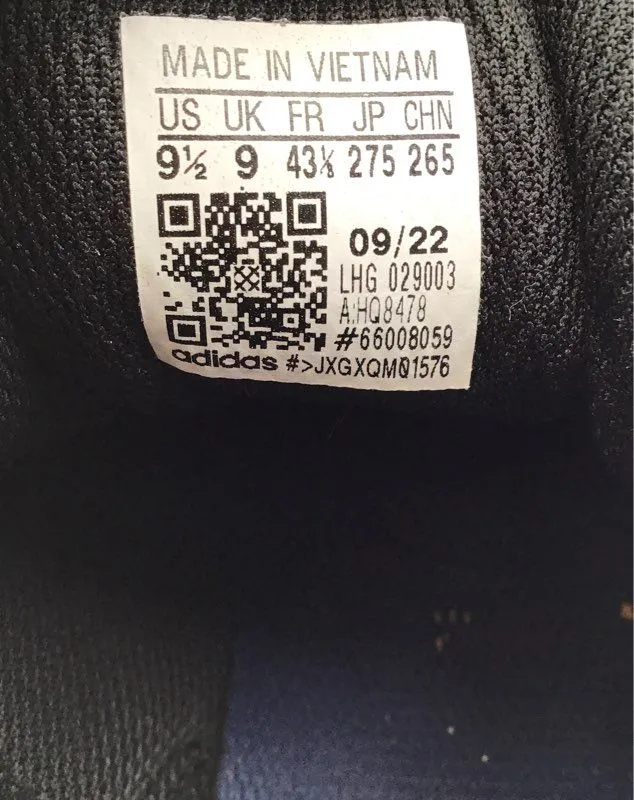 MADE IN VIETNAM
US UK FR JP CHN
9½ 9 43⅓ 275 265
09/22
LHG 029003
A:HQ8478
#66008059
adidas #>JXGXQM01576